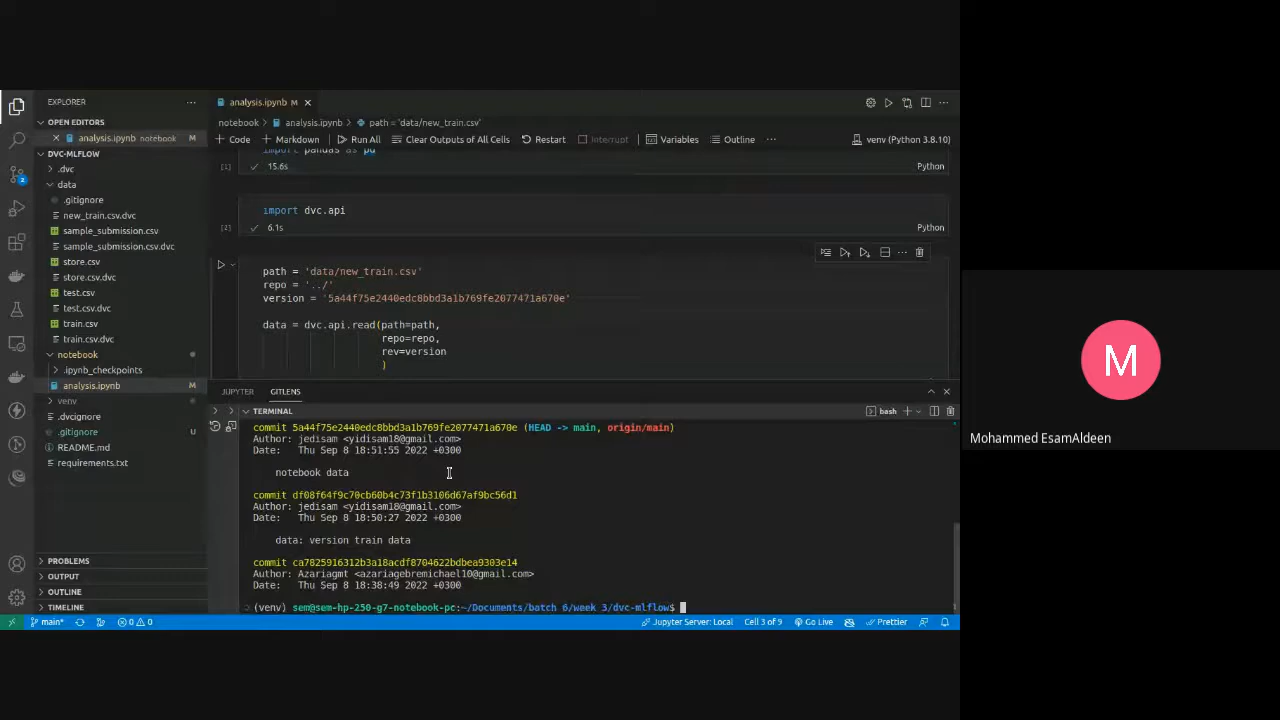 EXPLORER
OPEN EDITORS
analysis.ipynb notebook M
DVC-MLFLOW
.dvc
data
.gitignore
new_train.csv.dvc
sample_submission.csv
sample_submission.csv.dvc
store.csv
store.csv.dvc
test.csv
test.csv.dvc
train.csv
train.csv.dvc
notebook
.ipynb_checkpoints
analysis.ipynb M
venv
.dvcignore
.gitignore U
README.md
requirements.txt
PROBLEMS
OUTPUT
OUTLINE
TIMELINE
analysis.ipynb M
notebook > analysis.ipynb > path = 'data/new_train.csv'
+ Code + Markdown Run All Clear Outputs of All Cells Restart Interrupt Variables Outline ... venv (Python 3.8.10)
import pandas as pd
[1] 15.6s Python
import dvc.api
[2] 6.1s Python
path = 'data/new_train.csv'
repo = '../'
version = '5a44f75e2440edc8bbd3a1b769fe2077471a670e'
data = dvc.api.read(path=path,
repo=repo,
rev=version
)
JUPYTER GITLENS
TERMINAL bash
commit 5a44f75e2440edc8bbd3a1b769fe2077471a670e (HEAD -> main, origin/main)
Author: jedisam <yidisam18@gmail.com>
Date: Thu Sep 8 18:51:55 2022 +0300
notebook data
commit df08f64f9c70cb60b4c73f1b3106d67af9bc56d1
Author: jedisam <yidisam18@gmail.com>
Date: Thu Sep 8 18:50:27 2022 +0300
data: version train data
commit ca7825916312b3a18acdf8704622bdbea9303e14
Author: Azariagmt <azariagebremichael10@gmail.com>
Date: Thu Sep 8 18:38:49 2022 +0300
(venv) sem@sem-hp-250-g7-notebook-pc:~/Documents/batch 6/week 3/dvc-mlflow$
main* 0 0 Jupyter Server: Local Cell 3 of 9 Go Live Prettier
M
Mohammed EsamAldeen
2